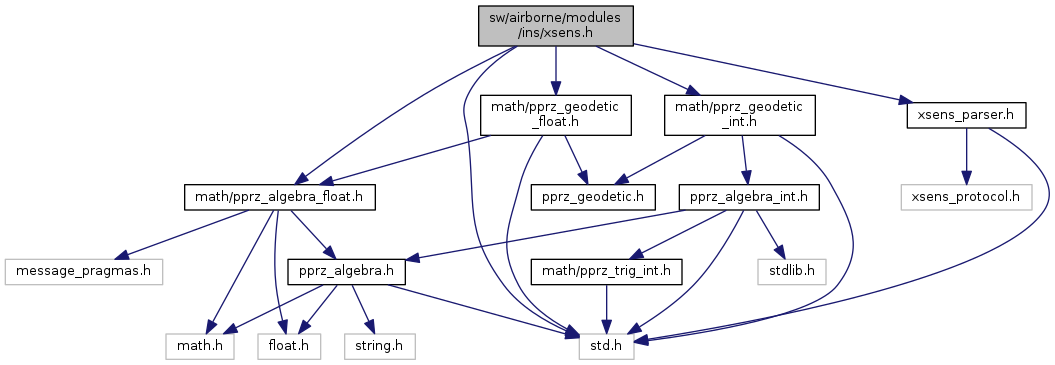 sw/airborne/modules
/ins/xsens.h
math/pprz_geodetic
_float.h
math/pprz_geodetic
_int.h
xsens_parser.h
math/pprz_algebra_float.h
pprz_geodetic.h
pprz_algebra_int.h
xsens_protocol.h
message_pragmas.h
pprz_algebra.h
math/pprz_trig_int.h
stdlib.h
math.h
float.h
string.h
std.h